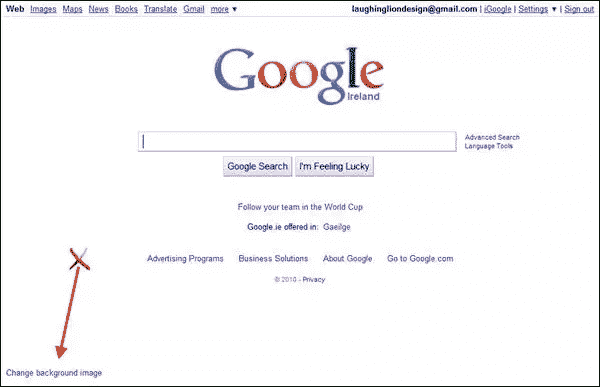 Web Images Maps News Books Translate Gmail more ▼ laughingliondesign@gmail.com | iGoogle | Settings ▼ | Sign out
Google
Ireland
Advanced Search
Language Tools
Google Search I'm Feeling Lucky
Follow your team in the World Cup
Google.ie offered in: Gaeilge
Advertising Programs Business Solutions About Google Go to Google.com
© 2010 - Privacy
Change background image